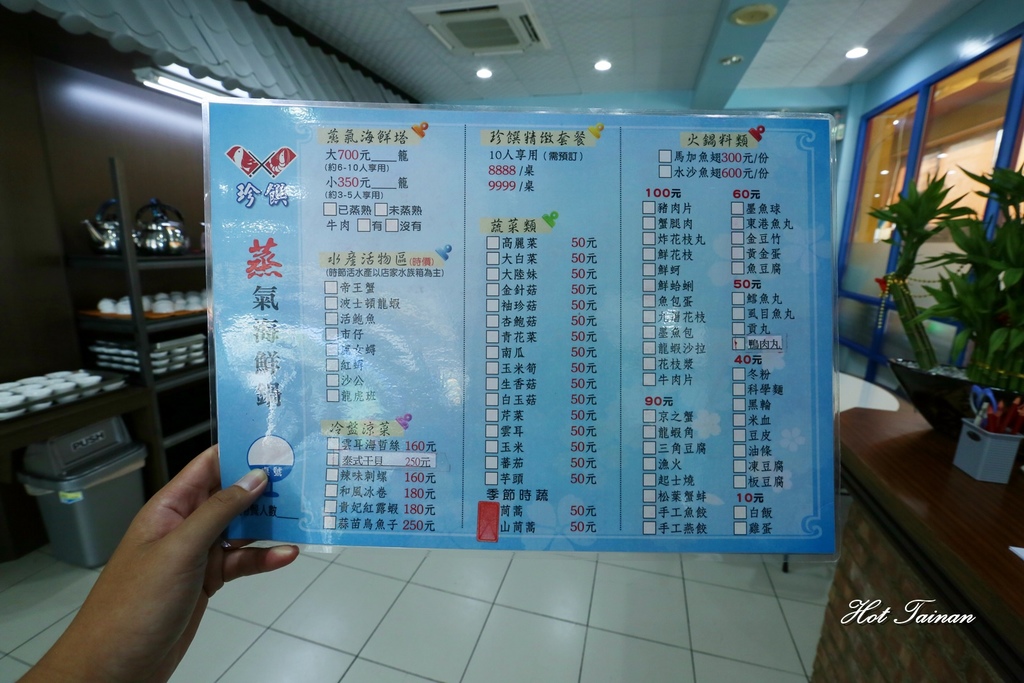 珍饌
蒸氣海鮮鍋
蒸氣海鮮塔
大700元____籠
(約6-10人享用)
小350元____籠
(約3-5人享用)
已蒸熟 未蒸熟
牛肉 有 沒有
水產活物區(時價)
(時節活水產以店家水族箱為主)
帝王蟹
波士頓龍蝦
活鮑魚
市仔
沙公
龍虎班
冷盤涼菜
雲耳海哲絲 160元
泰式干貝 250元
辣味刺螺 160元
和風冰卷 180元
貴妃紅露蝦 180元
蒜苗烏魚子 250元
珍饌精緻套餐
10人享用 (需預訂)
8888 /桌
9999 /桌
蔬菜類
高麗菜 50元
大白菜 50元
大陸妹 50元
金針菇 50元
袖珍菇 50元
杏鮑菇 50元
青花菜 50元
南瓜 50元
玉米筍 50元
生香菇 50元
白玉菇 50元
芹菜 50元
雲耳 50元
玉米 50元
蕃茄 50元
芋頭 50元
季節時蔬
茼蒿 50元
山茼蒿 50元
火鍋料類
馬加魚翅300元/份
水沙魚翅600元/份
100元
豬肉片
蟹腿肉
炸花枝丸
鮮花枝
鮮蚵
鮮蛤蜊
魚包蛋
花枝
墨魚包
龍蝦沙拉
花枝漿
牛肉片
90元
京之蟹
龍蝦角
三角豆腐
漁火
起士燒
松葉蟹蚌
手工魚餃
手工燕餃
60元
墨魚球
東港魚丸
金豆竹
黃金蛋
魚豆腐
50元
鱈魚丸
虱目魚丸
貢丸
鴨肉丸
40元
冬粉
科學麵
黑輪
米血
豆皮
油條
凍豆腐
板豆腐
10元
白飯
雞蛋
PUSH
Hot Tainan